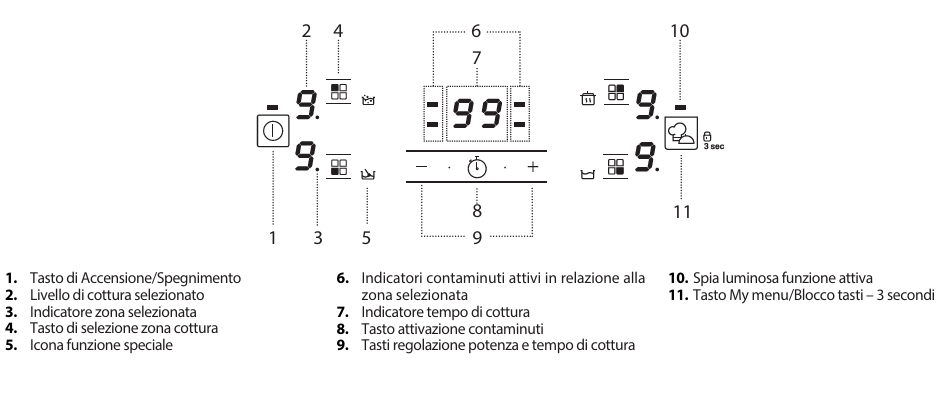 2 4 6 10
7
9. 99 9.
9. 9. 3 sec
− · · +
8 11
1 3 5 9
1. Tasto di Accensione/Spegnimento
2. Livello di cottura selezionato
3. Indicatore zona selezionata
4. Tasto di selezione zona cottura
5. Icona funzione speciale
6. Indicatori contaminuti attivi in relazione alla
zona selezionata
7. Indicatore tempo di cottura
8. Tasto attivazione contaminuti
9. Tasti regolazione potenza e tempo di cottura
10. Spia luminosa funzione attiva
11. Tasto My menu/Blocco tasti – 3 secondi